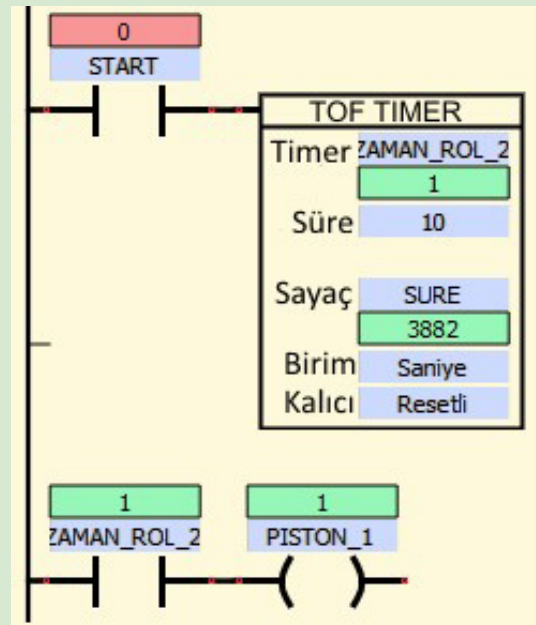 0
START
TOF TIMER
Timer ZAMAN_ROL_2
1
Süre 10
Sayaç SURE
3882
Birim Saniye
Kalıcı Resetli
1 1
ZAMAN_ROL_2 PISTON_1